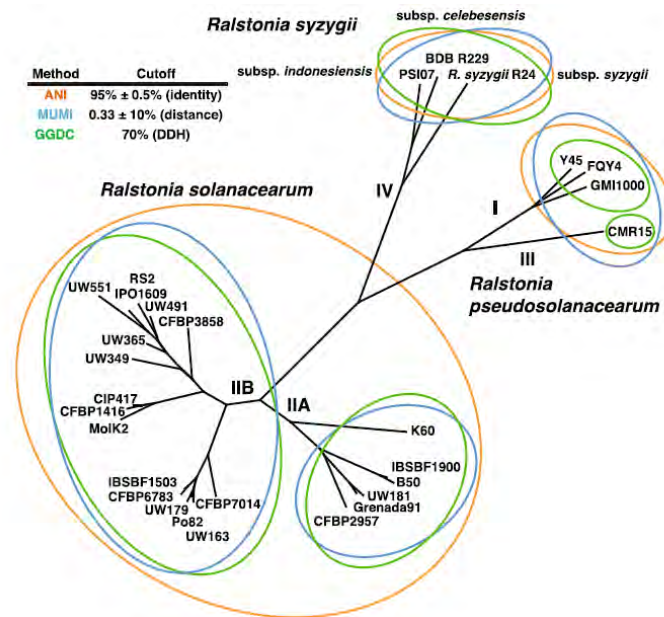 Ralstonia syzygii
subsp. celebesensis
BDB R229
subsp. indonesiensis
PSI07
R. syzygii R24
subsp. syzygii
Method Cutoff
ANI 95% ± 0.5% (identity)
MUMI 0.33 ± 10% (distance)
GGDC 70% (DDH)
Y45
FQY4
GMI1000
CMR15
IV
I
III
Ralstonia
pseudosolanacearum
Ralstonia solanacearum
RS2
UW551
IPO1609
UW491
CFBP3858
UW365
UW349
CIP417
CFBP1416
MolK2
IIB
IIA
K60
IBSBF1900
B50
UW181
Grenada91
CFBP2957
IBSBF1503
CFBP6783
CFBP7014
UW179
Po82
UW163